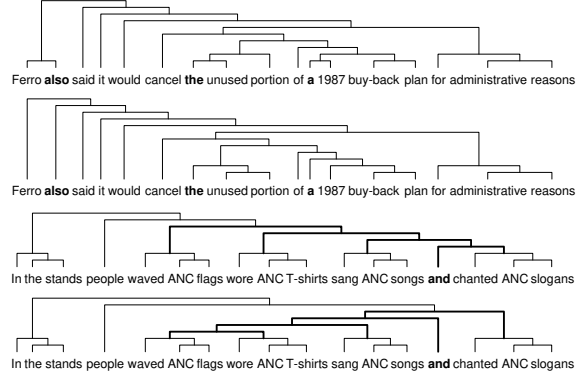 Ferro also said it would cancel the unused portion of a 1987 buy-back plan for administrative reasons
Ferro also said it would cancel the unused portion of a 1987 buy-back plan for administrative reasons
In the stands people waved ANC flags wore ANC T-shirts sang ANC songs and chanted ANC slogans
In the stands people waved ANC flags wore ANC T-shirts sang ANC songs and chanted ANC slogans